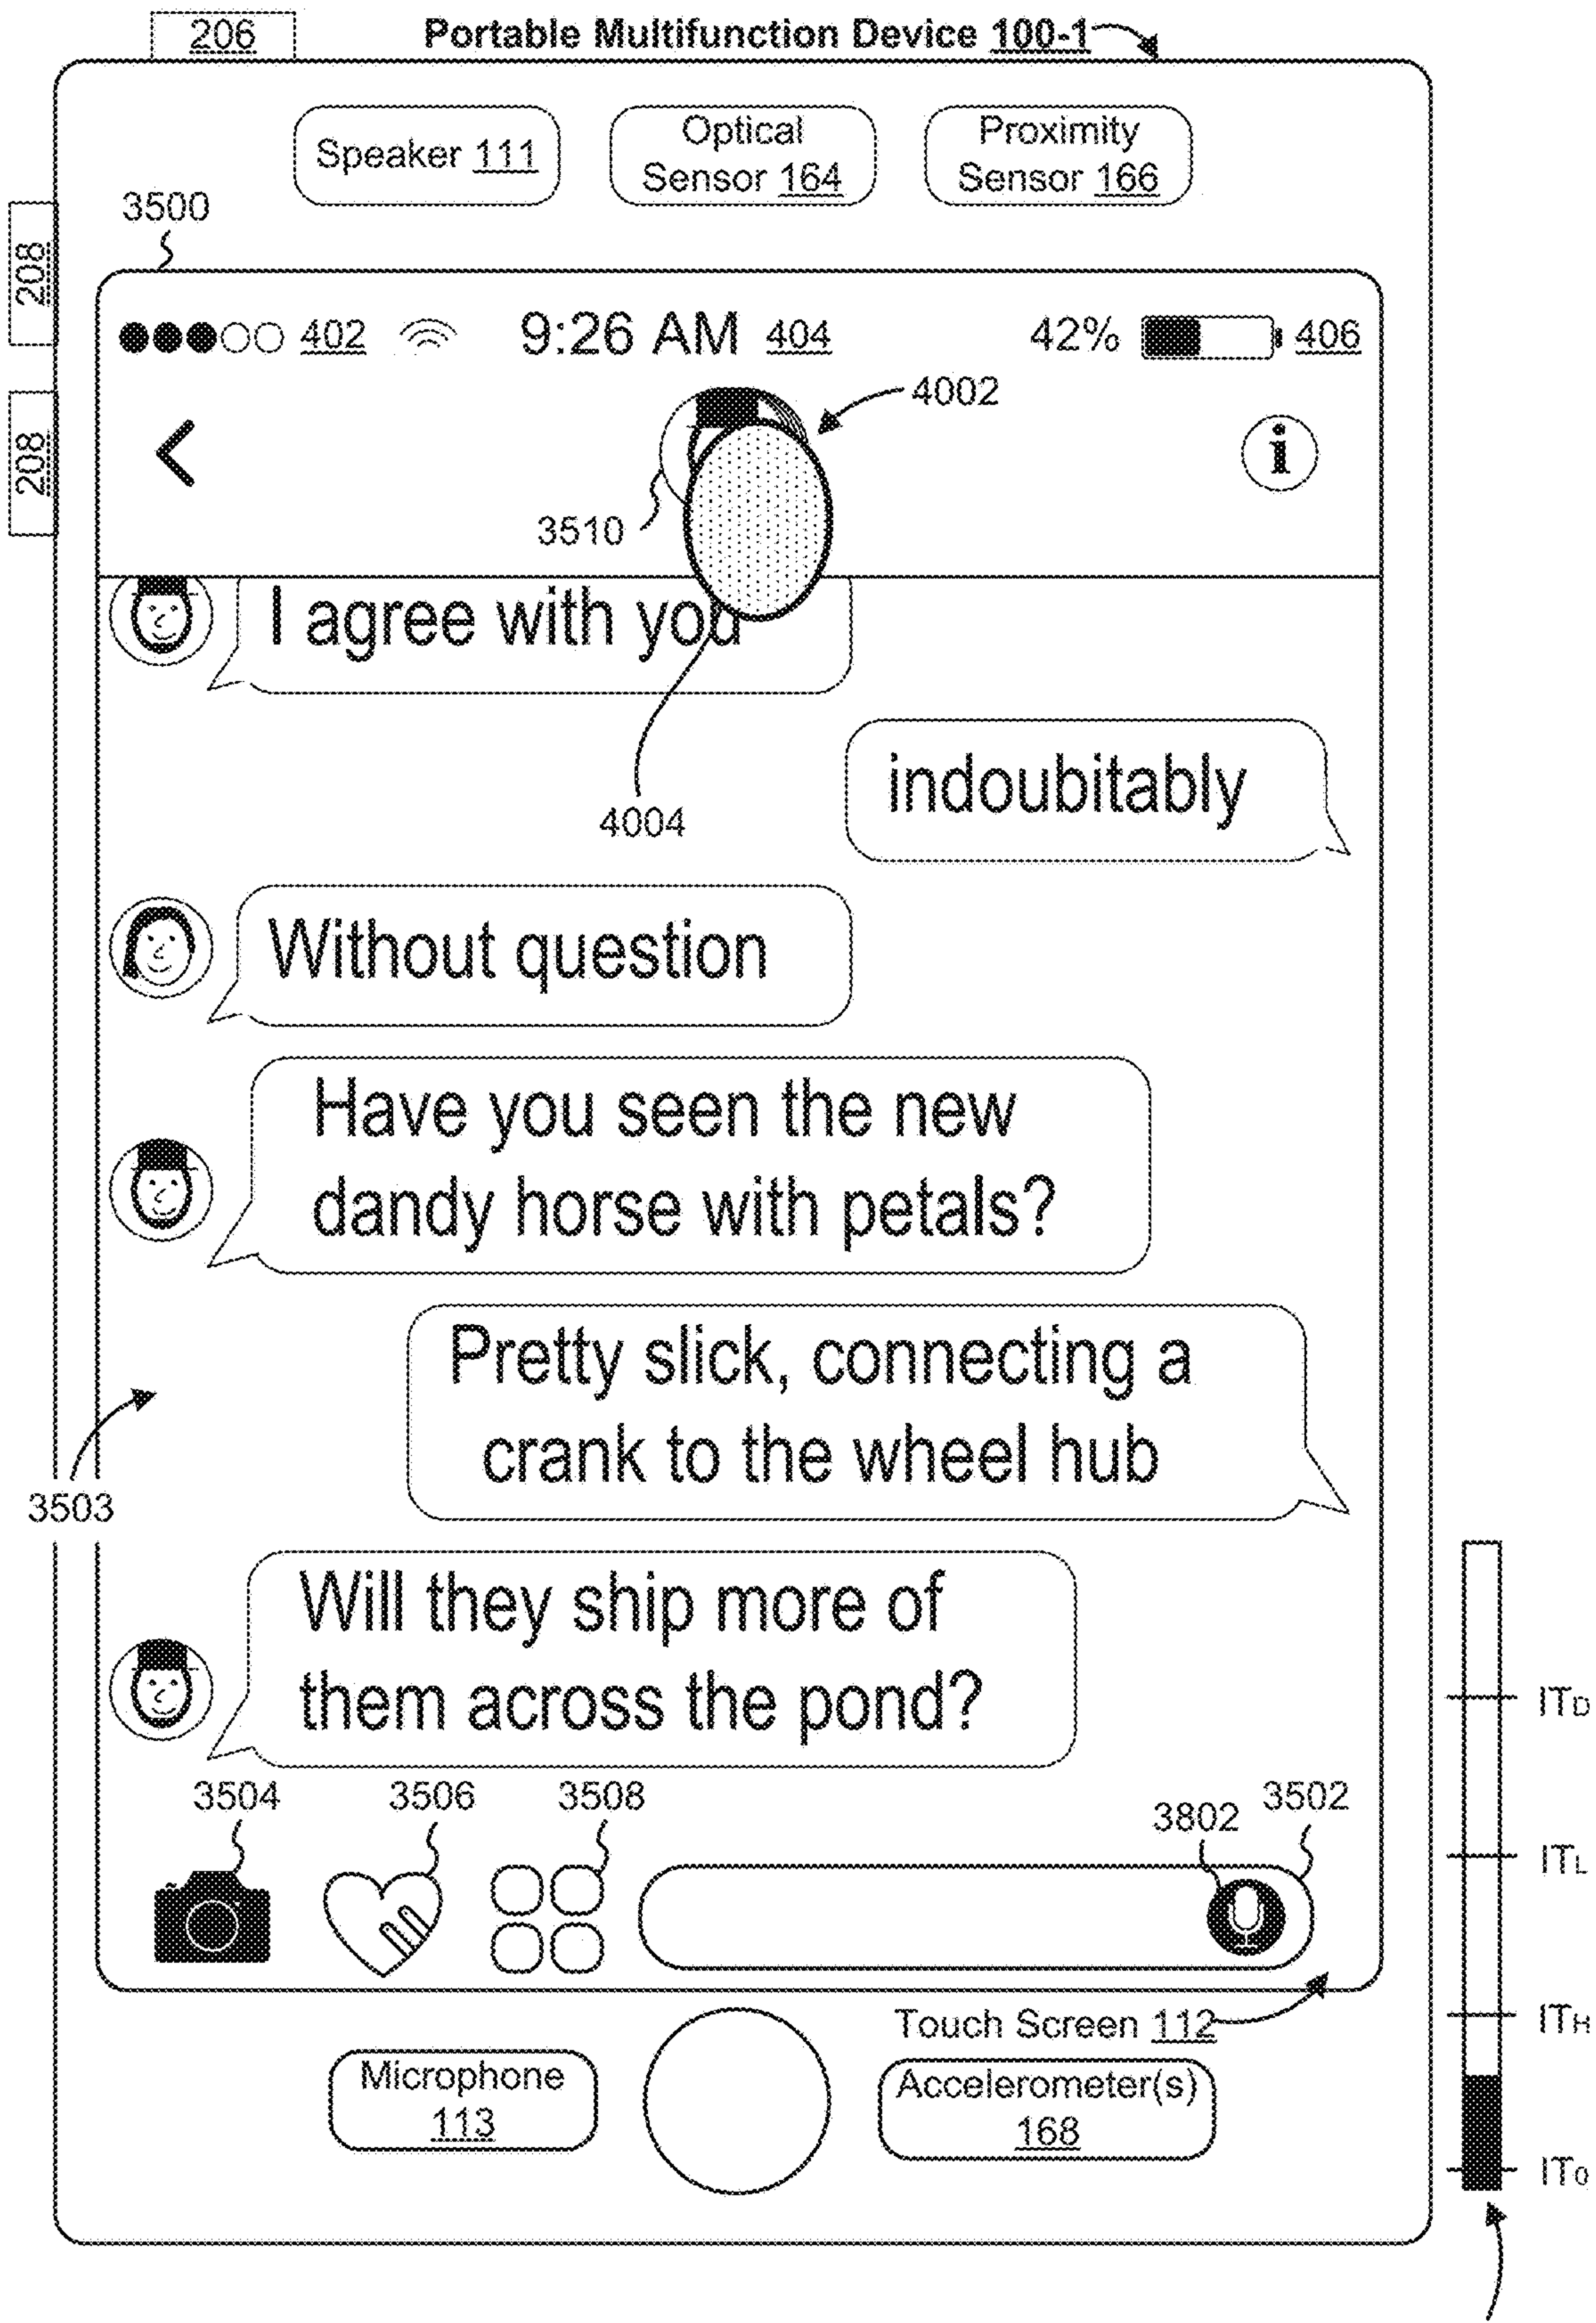 206 Portable Multifunction Device 100-1
Speaker 111
Optical
Sensor 164
Proximity
Sensor 166
3500
208
208
402 9:26 AM 404 42% 406
4002
i
3510
I agree with you
indoubitably
4004
Without question
Have you seen the new
dandy horse with petals?
Pretty slick, connecting a
crank to the wheel hub
3503
Will they ship more of
them across the pond?
3504 3506 3508 3802 3502
Touch Screen 112
Microphone
113
Accelerometer(s)
168
ITD
ITL
ITH
IT0